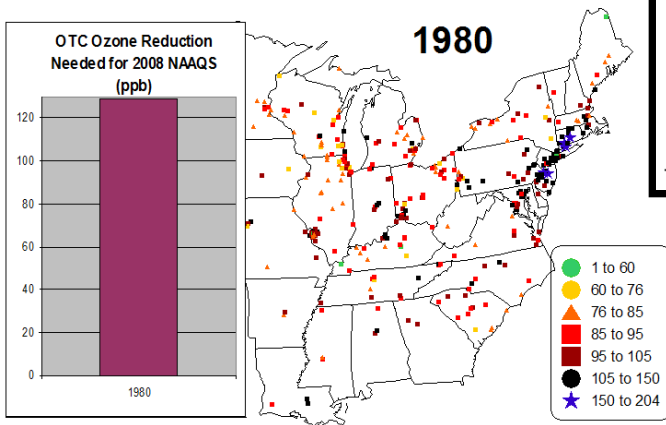 OTC Ozone Reduction
Needed for 2008 NAAQS
(ppb)
120
100
80
60
40
20
0
1980
1980
1 to 60
60 to 76
76 to 85
85 to 95
95 to 105
105 to 150
150 to 204